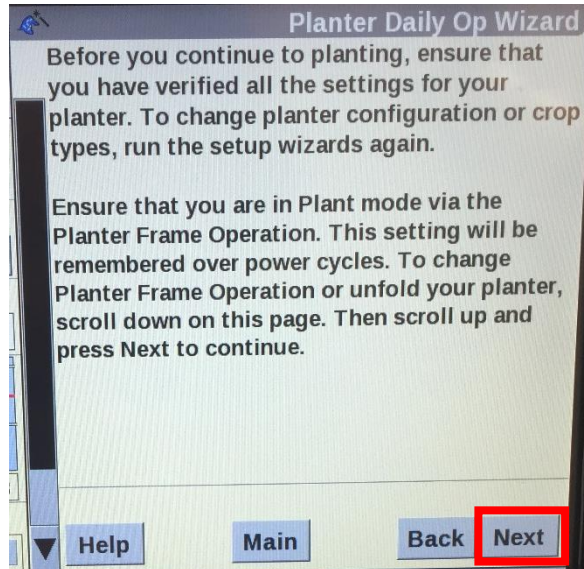 Planter Daily Op Wizard
Before you continue to planting, ensure that
you have verified all the settings for your
planter. To change planter configuration or crop
types, run the setup wizards again.
Ensure that you are in Plant mode via the
Planter Frame Operation. This setting will be
remembered over power cycles. To change
Planter Frame Operation or unfold your planter,
scroll down on this page. Then scroll up and
press Next to continue.
Help Main Back Next